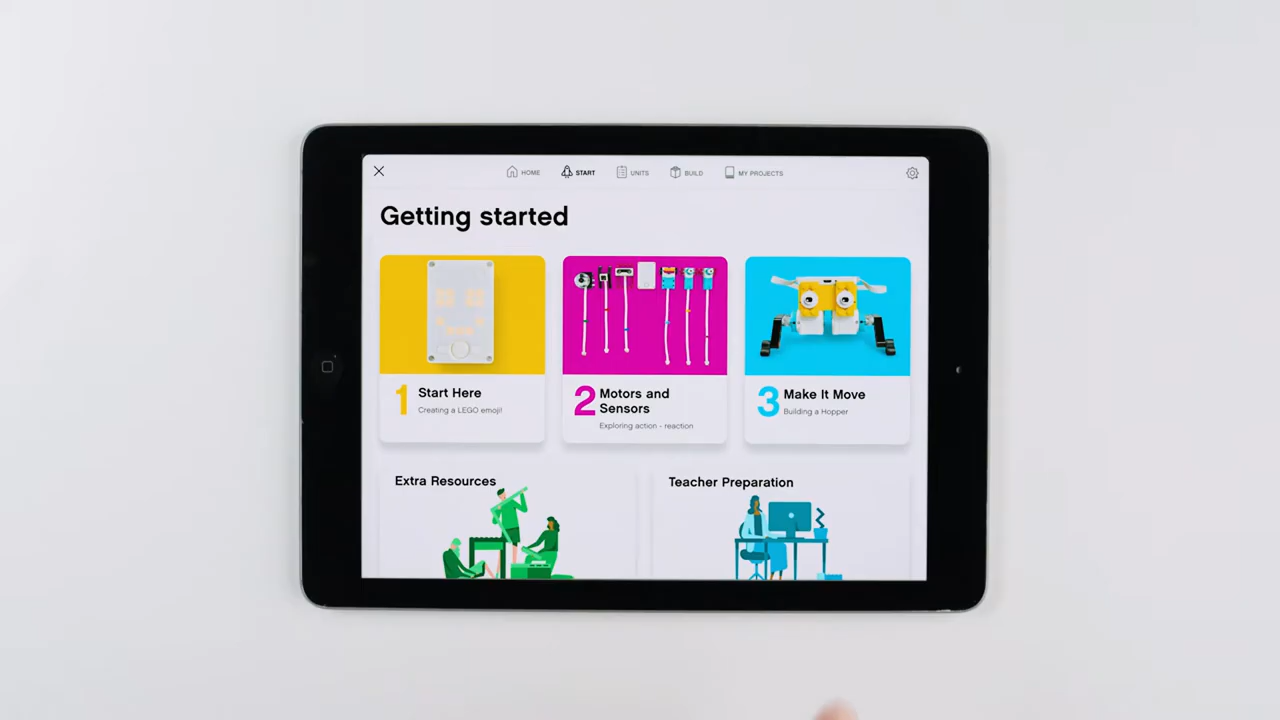 HOME START UNITS BUILD MY PROJECTS
Getting started
1 Start Here
Creating a LEGO emoji!
2 Motors and
Sensors
Exploring action - reaction
3 Make It Move
Building a Hopper
Extra Resources
Teacher Preparation